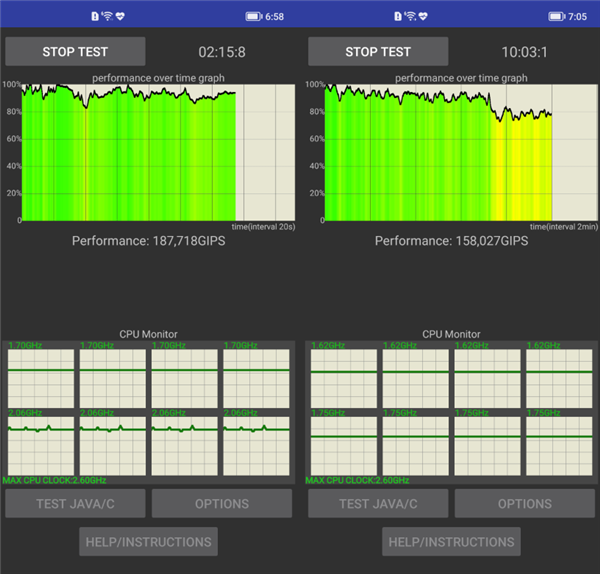 6:58
STOP TEST
02:15:8
performance over time graph
100%
80%
60%
40%
20%
0
time(interval 20s)
Performance: 187,718GIPS
CPU Monitor
1.70GHz 1.70GHz 1.70GHz 1.70GHz
2.06GHz 2.06GHz 2.06GHz 2.06GHz
MAX CPU CLOCK:2.60GHz
TEST JAVA/C
OPTIONS
HELP/INSTRUCTIONS
7:05
STOP TEST
10:03:1
performance over time graph
100%
80%
60%
40%
20%
0
time(interval 2min)
Performance: 158,027GIPS
CPU Monitor
1.62GHz 1.62GHz 1.62GHz 1.62GHz
1.75GHz 1.75GHz 1.75GHz 1.75GHz
MAX CPU CLOCK:2.60GHz
TEST JAVA/C
OPTIONS
HELP/INSTRUCTIONS